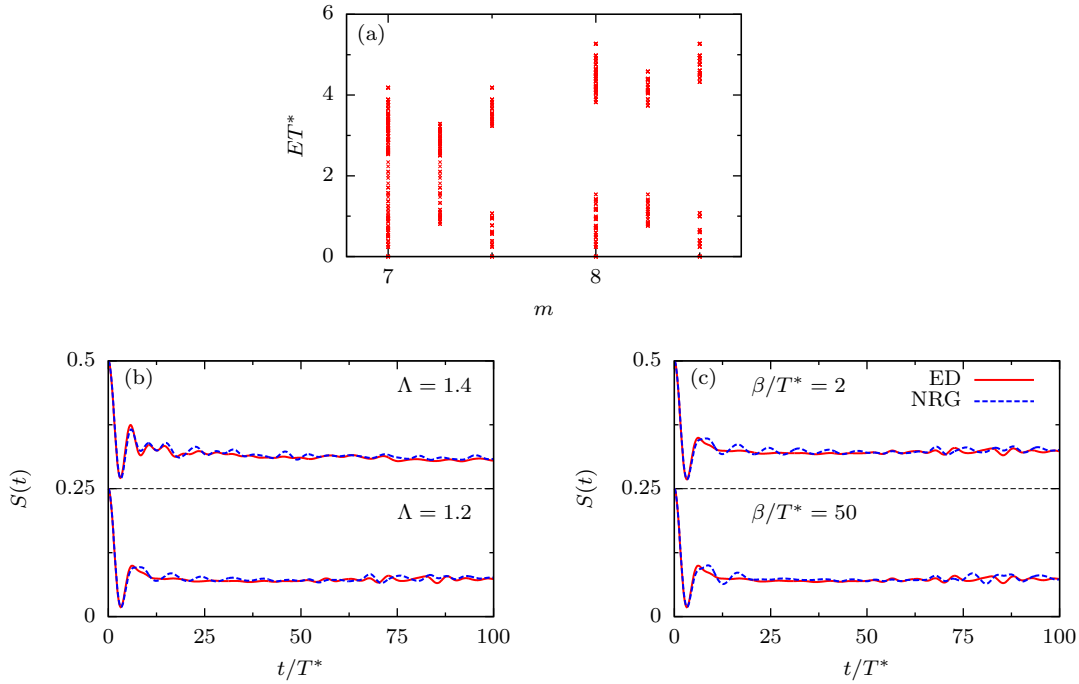 (a)
6
4
2
0
ET*
7
8
m
(b)
Λ = 1.4
Λ = 1.2
0.5
0.25
0
S(t)
0
25
50
75
100
t/T*
(c)
β/T* = 2
ED
NRG
β/T* = 50
0.5
0.25
0
S(t)
0
25
50
75
100
t/T*